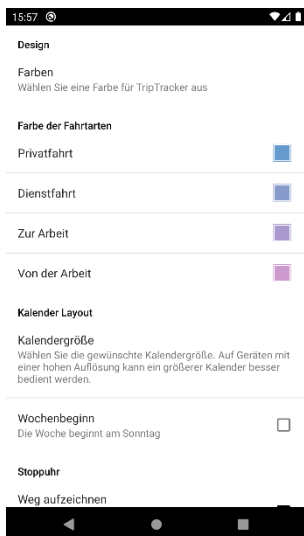 15:57
Design
Farben
Wählen Sie eine Farbe für TripTracker aus
Farbe der Fahrtarten
Privatfahrt
Dienstfahrt
Zur Arbeit
Von der Arbeit
Kalender Layout
Kalendergröße
Wählen Sie die gewünschte Kalendergröße. Auf Geräten mit
einer hohen Auflösung kann ein größerer Kalender besser
bedient werden.
Wochenbeginn
Die Woche beginnt am Sonntag
Stoppuhr
Weg aufzeichnen